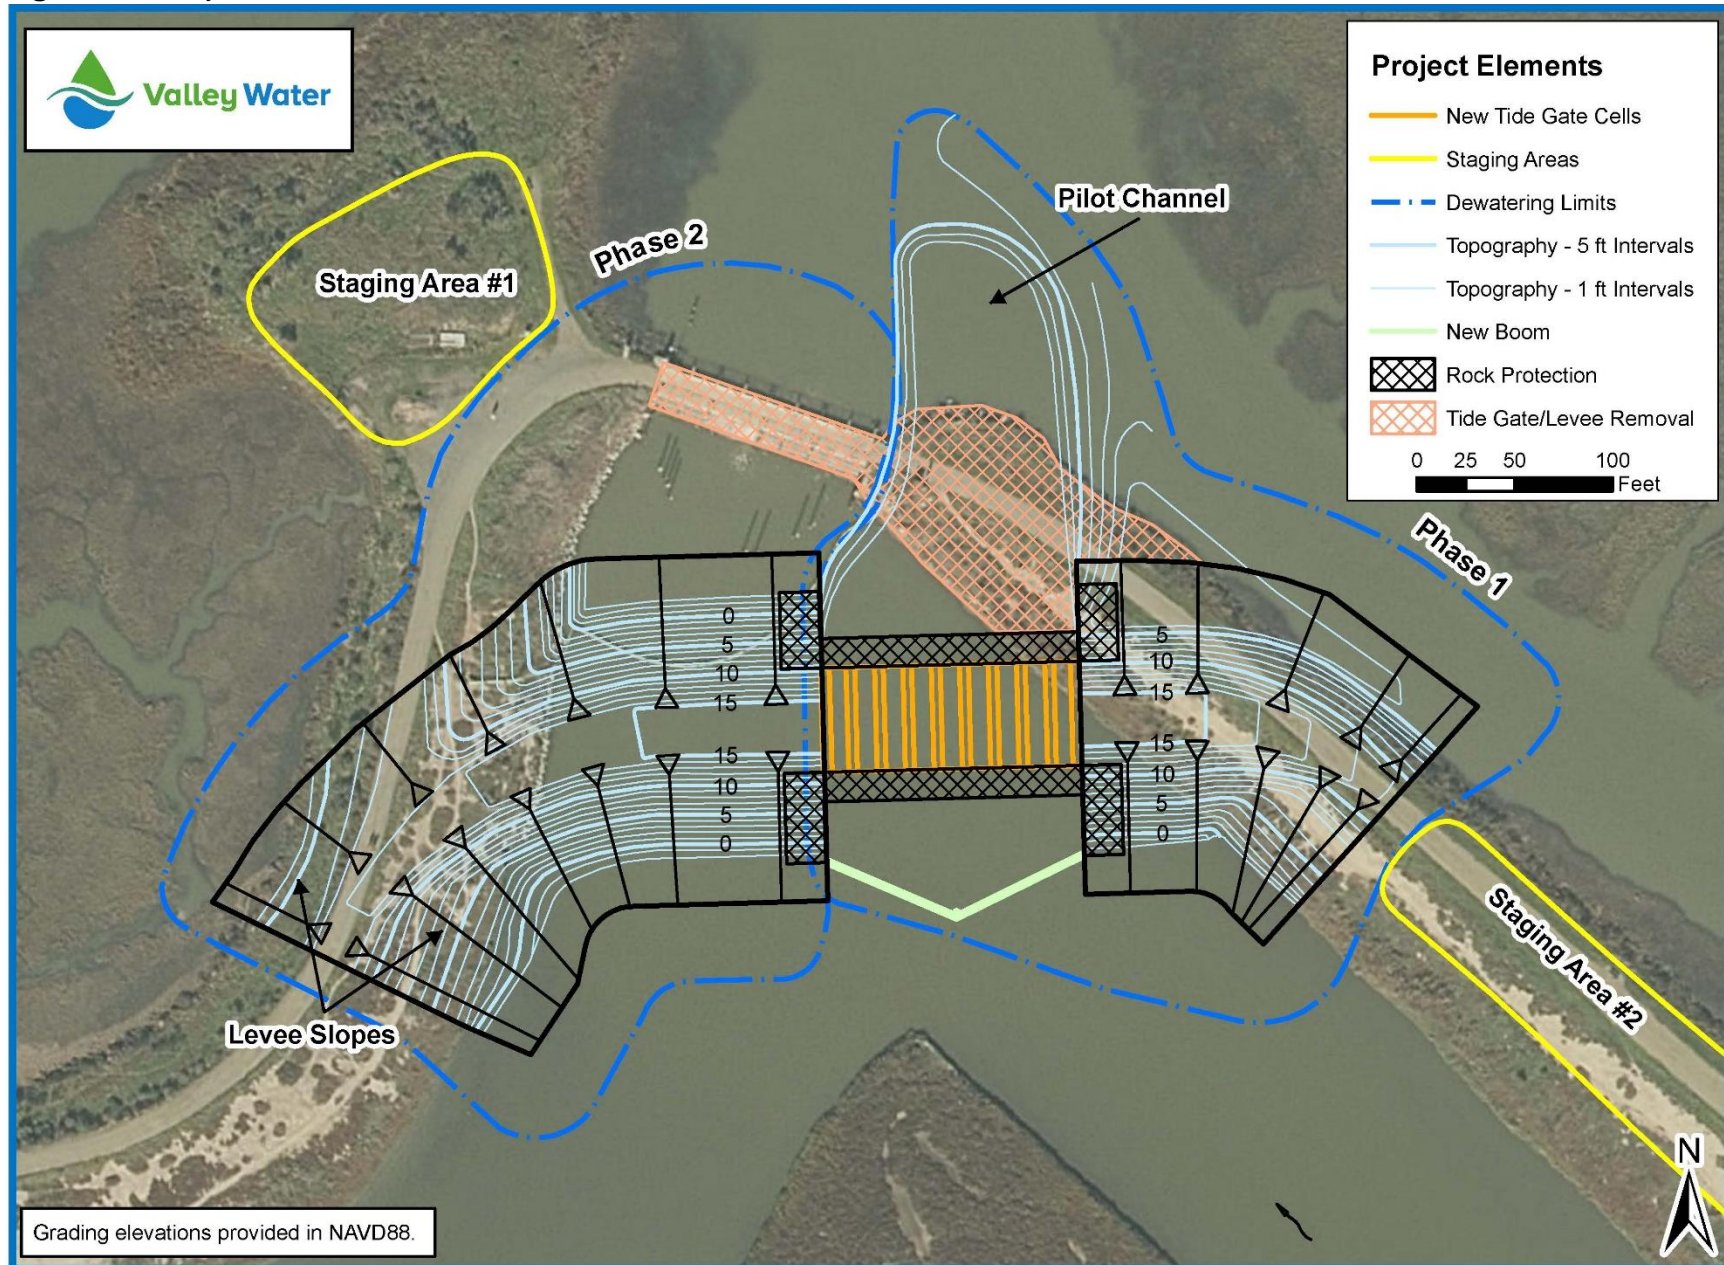 Valley Water
Project Elements
New Tide Gate Cells
Staging Areas
Dewatering Limits
Topography - 5 ft Intervals
Topography - 1 ft Intervals
New Boom
Rock Protection
Tide Gate/Levee Removal
0 25 50 100
Feet
Pilot Channel
Phase 2
Staging Area #1
Phase 1
0
5
10
15
15
10
5
0
5
10
15
15
10
5
0
Staging Area #2
Levee Slopes
N
Grading elevations provided in NAVD88.